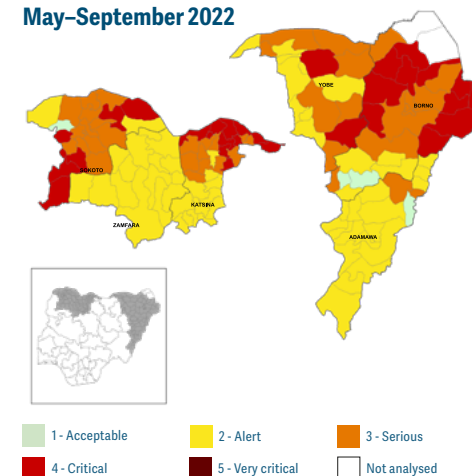 May–September 2022
YOBE
BORNO
SOKOTO
KATSINA
ZAMFARA
ADAMAWA
1 - Acceptable
2 - Alert
3 - Serious
4 - Critical
5 - Very critical
Not analysed